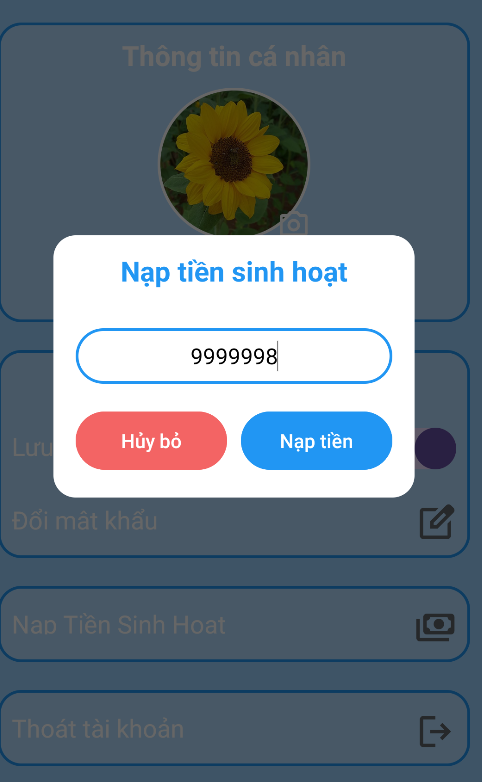 Thông tin cá nhân
Nạp tiền sinh hoạt
9999998
Hủy bỏ
Nạp tiền
Lưu
Đổi mật khẩu
Nạp Tiền Sinh Hoạt
Thoát tài khoản